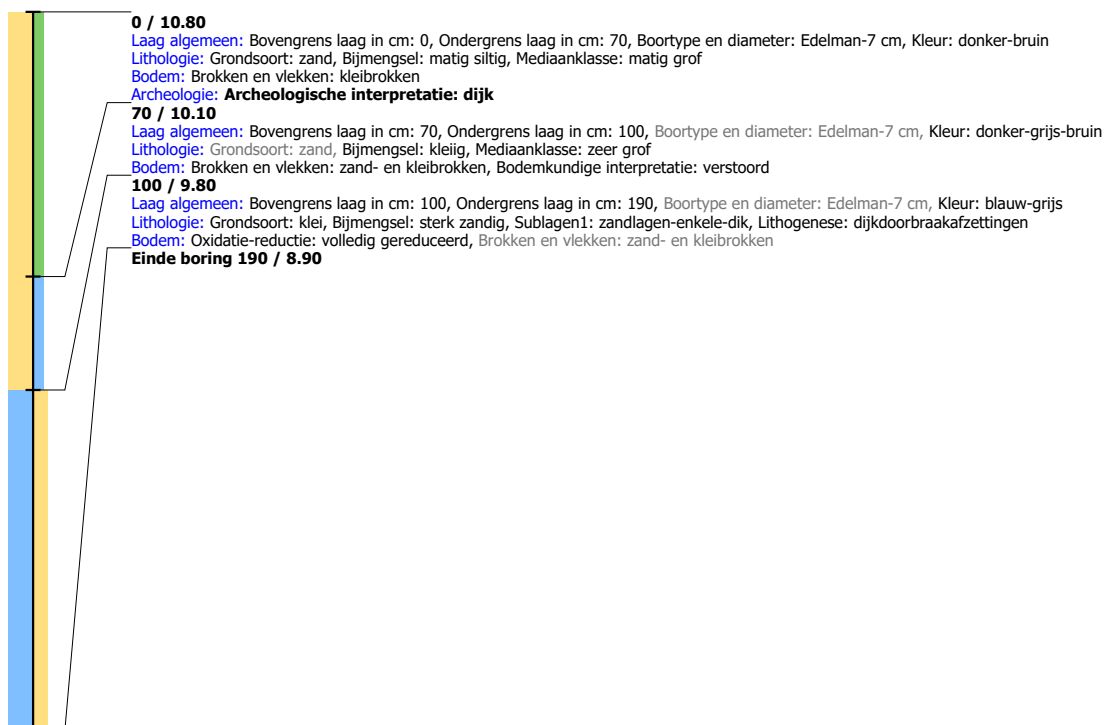 0 / 10.80
Laag algemeen: Bovengrens laag in cm: 0, Ondergrens laag in cm: 70, Boortype en diameter: Edelman-7 cm, Kleur: donker-bruin
Lithologie: Grondsoort: zand, Bijmengsel: matig siltig, Mediaanklasse: matig grof
Bodem: Brokken en vlekken: kleibrokken
Archeologie: Archeologische interpretatie: dijk
70 / 10.10
Laag algemeen: Bovengrens laag in cm: 70, Ondergrens laag in cm: 100, Boortype en diameter: Edelman-7 cm, Kleur: donker-grijs-bruin
Lithologie: Grondsoort: zand, Bijmengsel: kleiig, Mediaanklasse: zeer grof
Bodem: Brokken en vlekken: zand- en kleibrokken, Bodemkundige interpretatie: verstoord
100 / 9.80
Laag algemeen: Bovengrens laag in cm: 100, Ondergrens laag in cm: 190, Boortype en diameter: Edelman-7 cm, Kleur: blauw-grijs
Lithologie: Grondsoort: klei, Bijmengsel: sterk zandig, Sublagen1: zandlagen-enkele-dik, Lithogenese: dijkdoorbraakafzettingen
Bodem: Oxidatie-reductie: volledig gereduceerd, Brokken en vlekken: zand- en kleibrokken
Einde boring 190 / 8.90